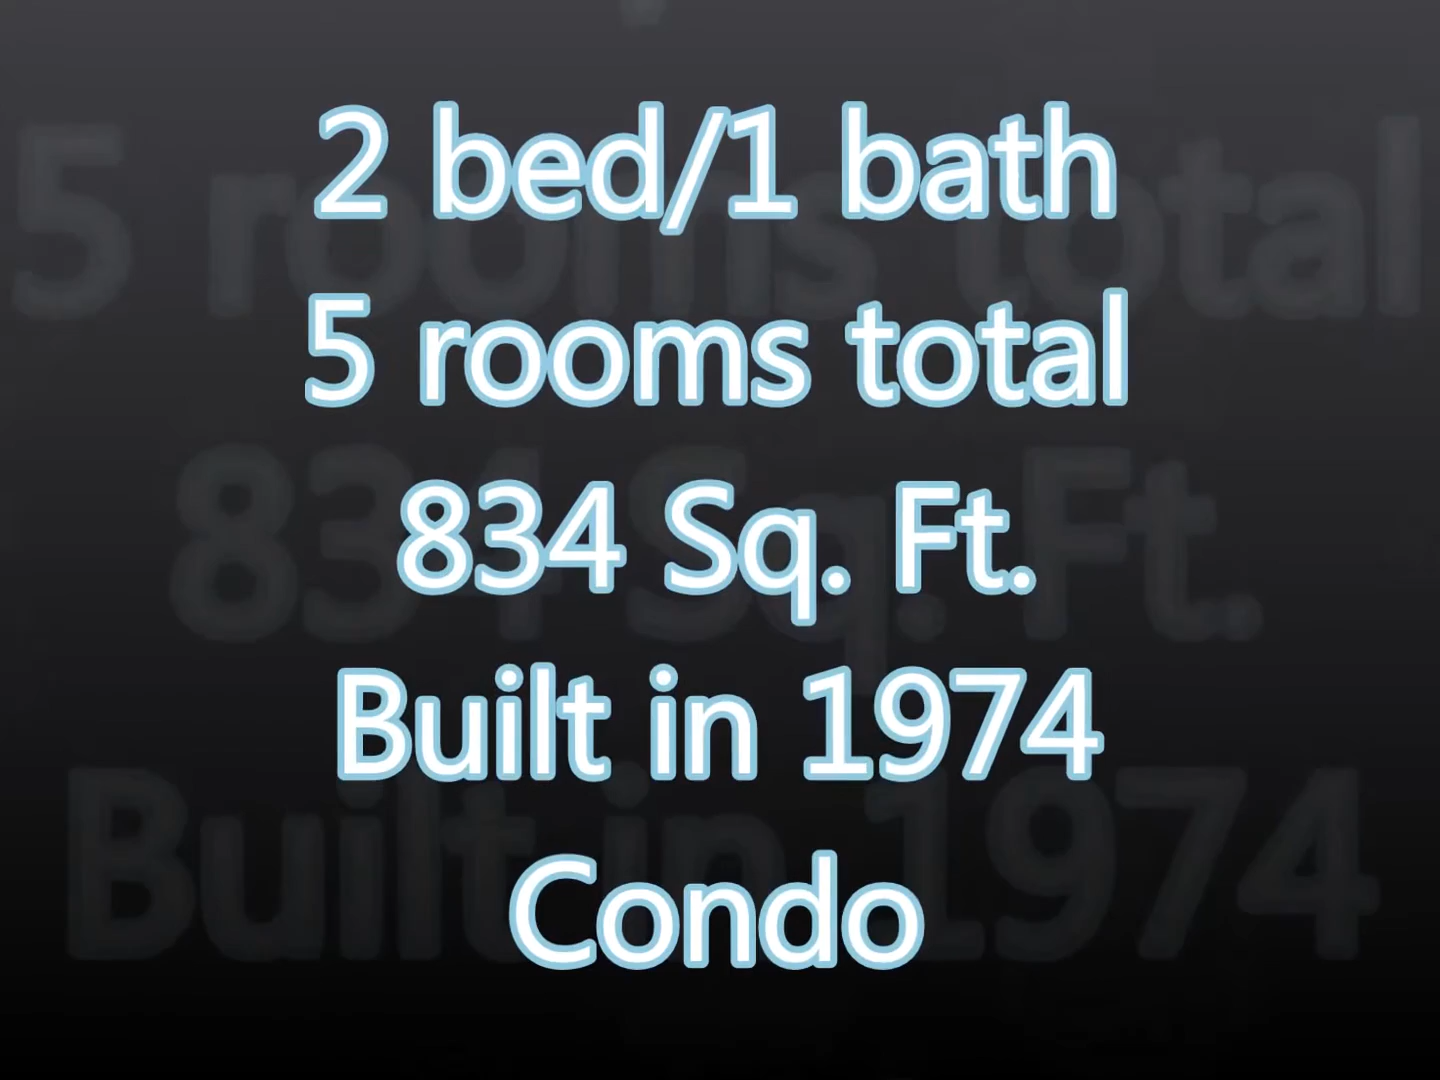 2 bed/1 bath
5 rooms total
834 Sq. Ft.
Built in 1974
Condo